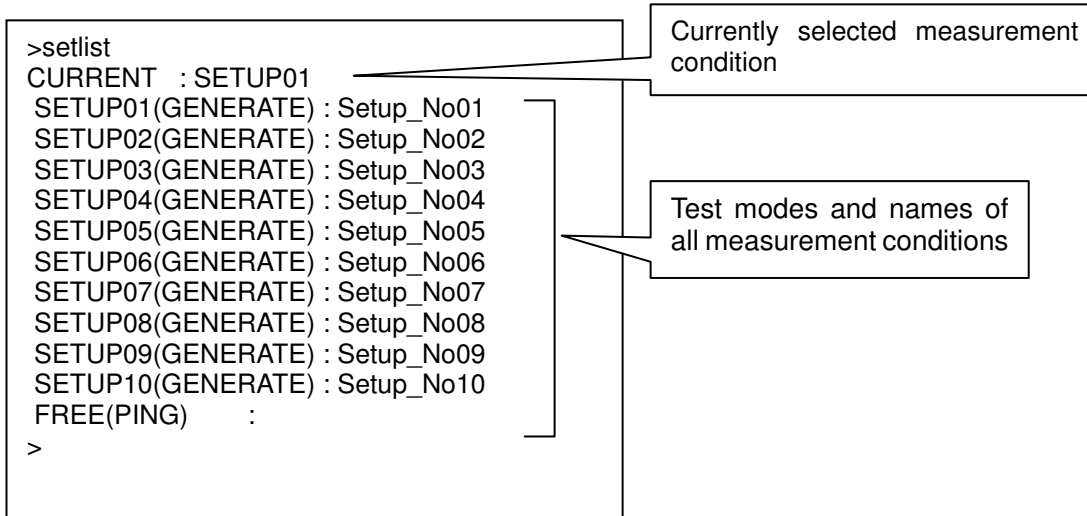 >setlist
CURRENT : SETUP01
SETUP01(GENERATE) : Setup_No01
SETUP02(GENERATE) : Setup_No02
SETUP03(GENERATE) : Setup_No03
SETUP04(GENERATE) : Setup_No04
SETUP05(GENERATE) : Setup_No05
SETUP06(GENERATE) : Setup_No06
SETUP07(GENERATE) : Setup_No07
SETUP08(GENERATE) : Setup_No08
SETUP09(GENERATE) : Setup_No09
SETUP10(GENERATE) : Setup_No10
FREE(PING) :
>
Currently selected measurement
condition
Test modes and names of
all measurement conditions